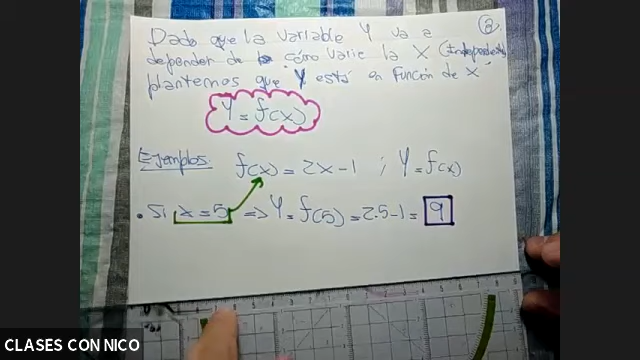 Dado que la variable Y va a
②
depender de cómo varíe la X (Independiente)
planteamos que Y está en función de X
Y = f(x)
Ejemplos: f(x) = 2x-1 ; Y = f(x)
• Si x = 5 => Y = f(5) = 2.5-1 = 9
CLASES CON NICO